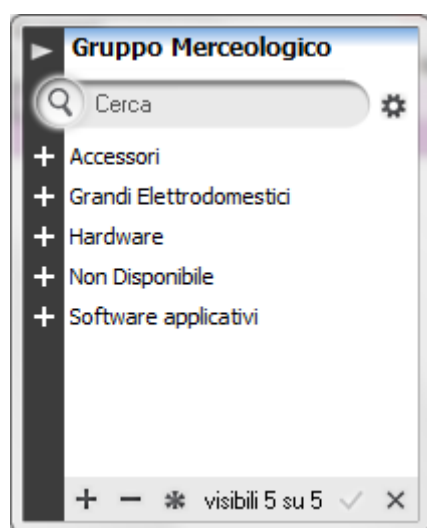 Gruppo Merceologico
Cerca
Accessori
Grandi Elettrodomestici
Hardware
Non Disponibile
Software applicativi
visibili 5 su 5